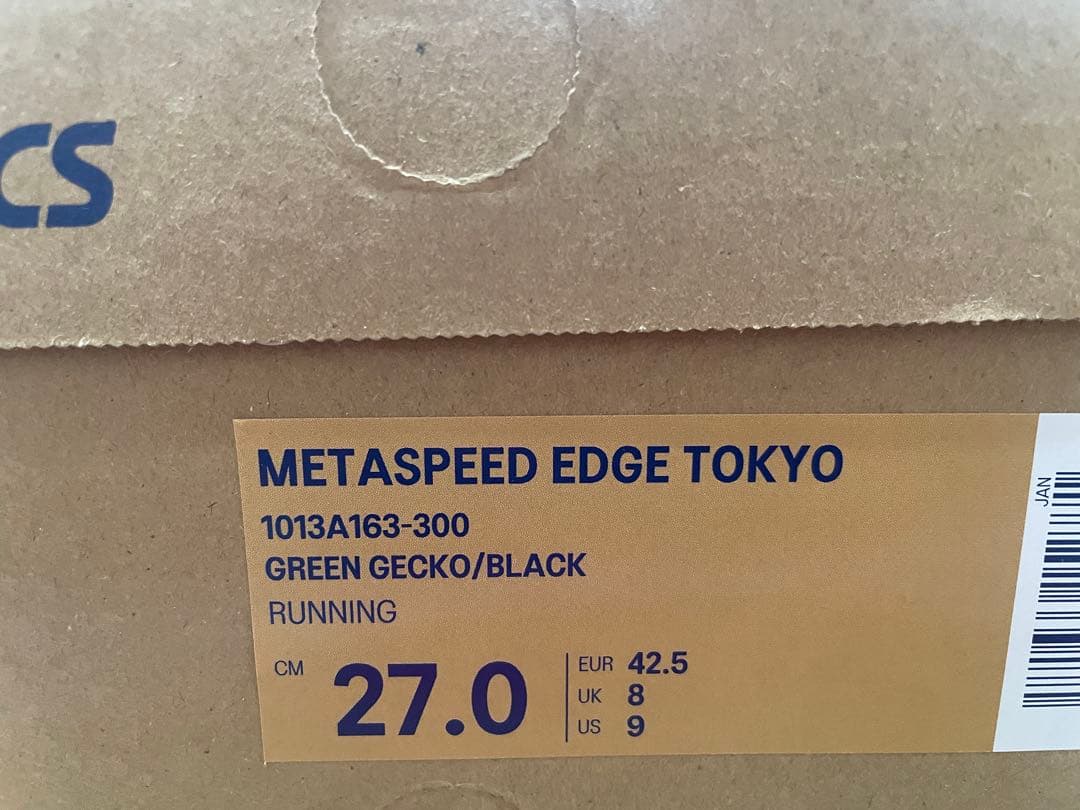 CS
METASPEED EDGE TOKYO
1013A163-300
GREEN GECKO/BLACK
RUNNING
CM 27.0
EUR 42.5
UK 8
US 9
JAN